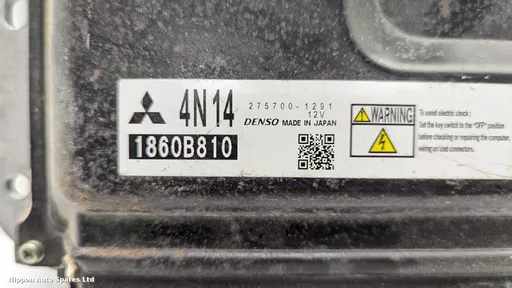 4N14
275700-1291
12V
DENSO MADE IN JAPAN
1860B810
WARNING
To avoid electric shock ;
Set the key switch to the "OFF" position
before checking or repairing the computer,
wiring or/and connectors.
Nippon Auto Spares Ltd